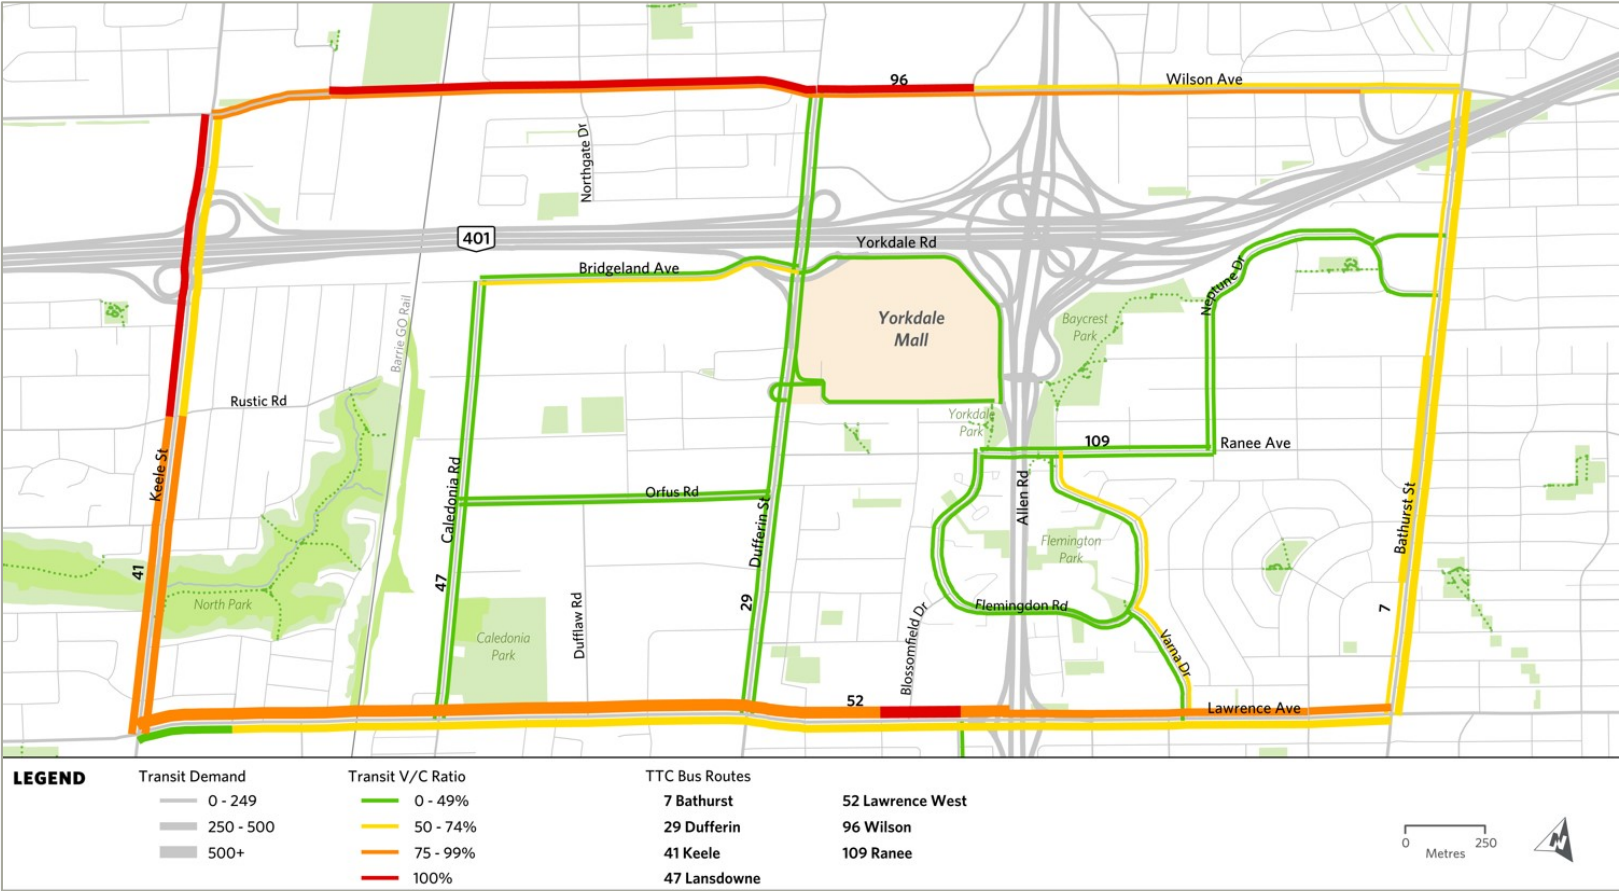 96
Wilson Ave
Northgate Dr
401
Yorkdale Rd
Bridgeland Ave
Neptune Dr
Barrie GO Rail
Yorkdale
Mall
Baycrest
Park
Rustic Rd
Yorkdale
Park
109
Ranee Ave
Keele St
Caledonia Rd
Orfus Rd
Dufferin St
Allen Rd
Bathurst St
Flemington
Park
41
47
29
North Park
Flemingdon Rd
7
Caledonia
Park
Dufflaw Rd
Blossomfield Dr
Varna Dr
52
Lawrence Ave
LEGEND
Transit Demand
0 - 249
250 - 500
500+
Transit V/C Ratio
0 - 49%
50 - 74%
75 - 99%
100%
TTC Bus Routes
7 Bathurst
29 Dufferin
41 Keele
47 Lansdowne
52 Lawrence West
96 Wilson
109 Ranee
0 250
Metres
N